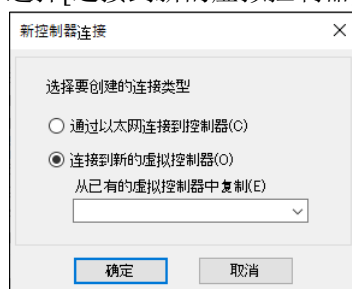 新控制器连接
选择要创建的连接类型
通过以太网连接到控制器(C)
连接到新的虚拟控制器(O)
从已有的虚拟控制器中复制(E)
确定
取消